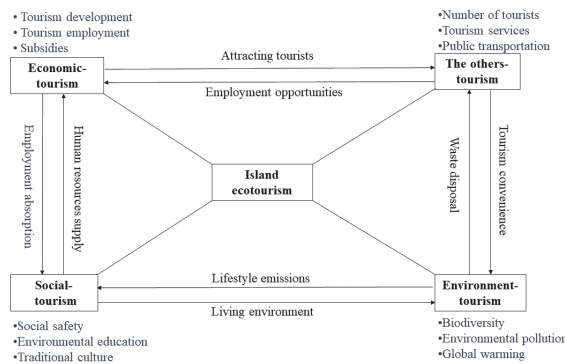 • Tourism development
• Tourism employment
• Subsidies
•Number of tourists
•Tourism services
•Public transportation
Economic-
tourism
Attracting tourists
Employment opportunities
The others-
tourism
Employment absorption
Human resources supply
Island
ecotourism
Waste disposal
Tourism convenience
Social-
tourism
Lifestyle emissions
Living environment
Environment-
tourism
•Social safety
•Environmental education
•Traditional culture
•Biodiversity
•Environmental pollution
•Global warming